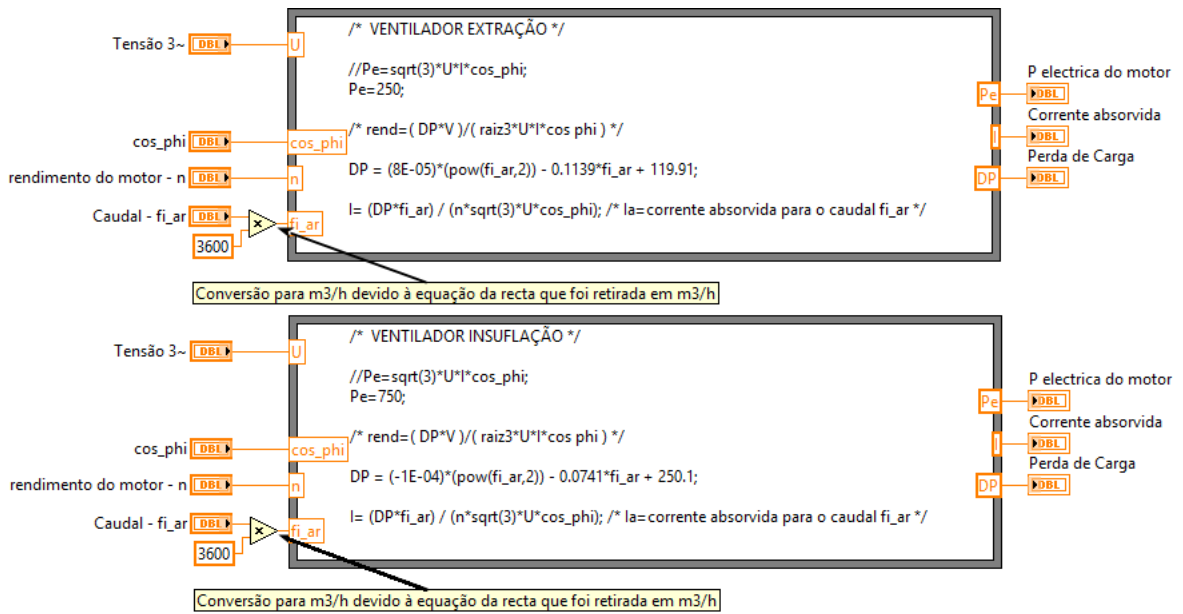 /* VENTILADOR EXTRAÇÃO */
Tensão 3~ DBL U
//Pe=sqrt(3)*U*I*cos_phi;
Pe=250;
P electrica do motor
Pe DBL
Corrente absorvida
/* rend=( DP*V )/( raiz3*U*I*cos phi ) */
I DBL
cos_phi DBL cos_phi
Perda de Carga
DP = (8E-05)*(pow(fi_ar,2)) - 0.1139*fi_ar + 119.91;
DP DBL
rendimento do motor - n DBL n
I= (DP*fi_ar) / (n*sqrt(3)*U*cos_phi); /* Ia=corrente absorvida para o caudal fi_ar */
Caudal - fi_ar DBL x fi_ar
3600
Conversão para m3/h devido à equação da recta que foi retirada em m3/h
/* VENTILADOR INSUFLAÇÃO */
Tensão 3~ DBL U
//Pe=sqrt(3)*U*I*cos_phi;
Pe=750;
P electrica do motor
Pe DBL
Corrente absorvida
/* rend=( DP*V )/( raiz3*U*I*cos phi ) */
I DBL
cos_phi DBL cos_phi
Perda de Carga
DP = (-1E-04)*(pow(fi_ar,2)) - 0.0741*fi_ar + 250.1;
DP DBL
rendimento do motor - n DBL n
I= (DP*fi_ar) / (n*sqrt(3)*U*cos_phi); /* Ia=corrente absorvida para o caudal fi_ar */
Caudal - fi_ar DBL x fi_ar
3600
Conversão para m3/h devido à equação da recta que foi retirada em m3/h